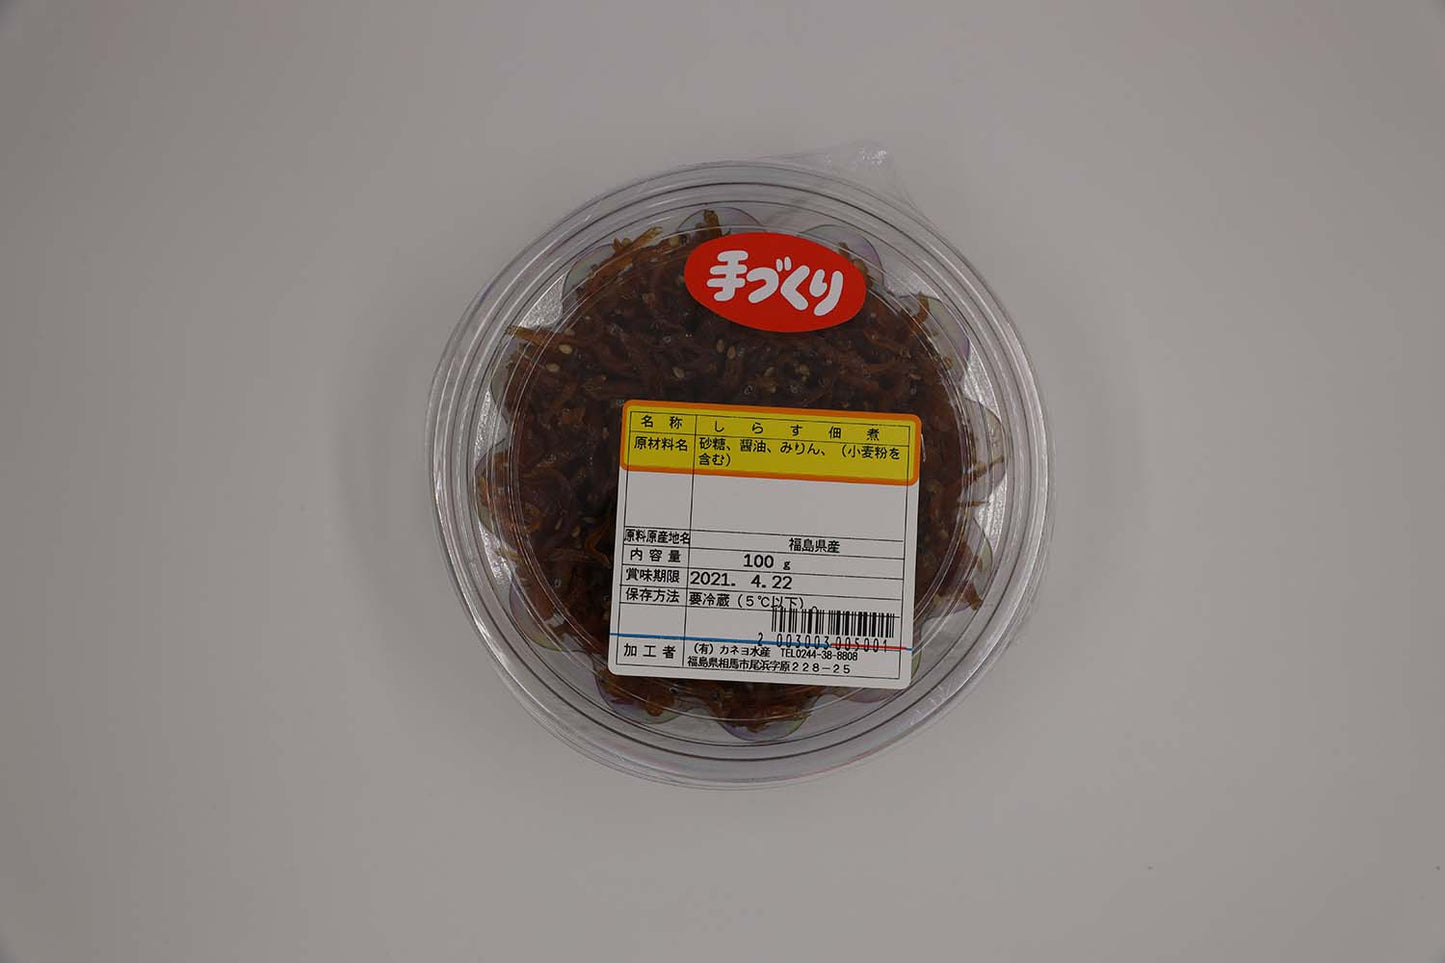 手づくり
名称 しらす佃煮
原材料名 砂糖、醤油、みりん、（小麦粉を
含む）
原料原産地名 福島県産
内容量 100 g
賞味期限 2021. 4.22
保存方法 要冷蔵（5℃以下）
2 003003 005001
加工者 （有）カネヨ水産 TEL0244-38-8808
福島県相馬市尾浜字原２２８－２５